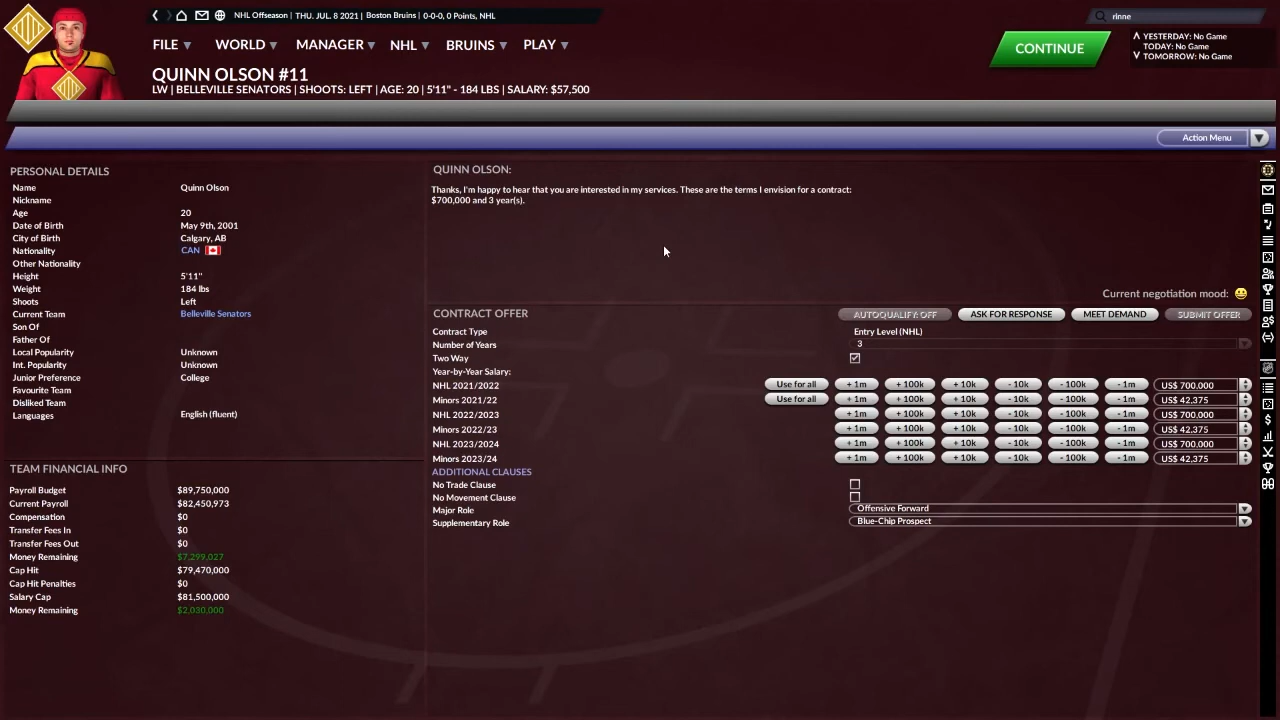 NHL Offseason | THU. JUL. 8 2021 | Boston Bruins | 0-0-0, 0 Points, NHL
rinne
FILE WORLD MANAGER NHL BRUINS PLAY
CONTINUE
YESTERDAY: No Game
TODAY: No Game
TOMORROW: No Game
QUINN OLSON #11
LW | BELLEVILLE SENATORS | SHOOTS: LEFT | AGE: 20 | 5'11" - 184 LBS | SALARY: $57,500
Action Menu
PERSONAL DETAILS
Name Quinn Olson
Nickname
Age 20
Date of Birth May 9th, 2001
City of Birth Calgary, AB
Nationality CAN
Other Nationality
Height 5'11"
Weight 184 lbs
Shoots Left
Current Team Belleville Senators
Son Of
Father Of
Local Popularity Unknown
Int. Popularity Unknown
Junior Preference College
Favourite Team
Disliked Team
Languages English (fluent)
TEAM FINANCIAL INFO
Payroll Budget $89,750,000
Current Payroll $82,450,973
Compensation $0
Transfer Fees In $0
Transfer Fees Out $0
Money Remaining $7,299,027
Cap Hit $79,470,000
Cap Hit Penalties $0
Salary Cap $81,500,000
Money Remaining $2,030,000
QUINN OLSON:
Thanks, I'm happy to hear that you are interested in my services. These are the terms I envision for a contract:
$700,000 and 3 year(s).
Current negotiation mood:
CONTRACT OFFER AUTOQUALIFY: OFF ASK FOR RESPONSE MEET DEMAND SUBMIT OFFER
Contract Type Entry Level (NHL)
Number of Years 3
Two Way
Year-by-Year Salary:
NHL 2021/2022 Use for all + 1m + 100k + 10k - 10k - 100k - 1m US$ 700,000
Minors 2021/22 Use for all + 1m + 100k + 10k - 10k - 100k - 1m US$ 42,375
NHL 2022/2023 + 1m + 100k + 10k - 10k - 100k - 1m US$ 700,000
Minors 2022/23 + 1m + 100k + 10k - 10k - 100k - 1m US$ 42,375
NHL 2023/2024 + 1m + 100k + 10k - 10k - 100k - 1m US$ 700,000
Minors 2023/24 + 1m + 100k + 10k - 10k - 100k - 1m US$ 42,375
ADDITIONAL CLAUSES
No Trade Clause
No Movement Clause
Major Role Offensive Forward
Supplementary Role Blue-Chip Prospect